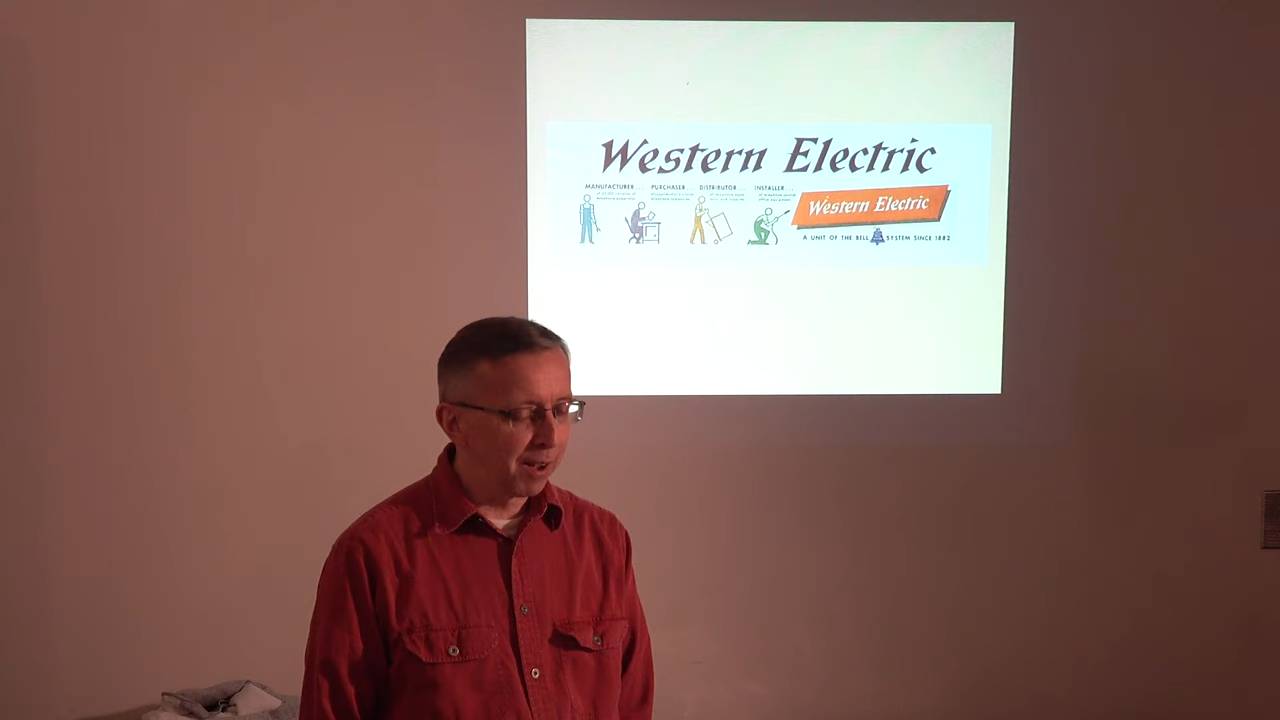 Western Electric
MANUFACTURER... PURCHASER... DISTRIBUTOR... INSTALLER...
Western Electric
A UNIT OF THE BELL SYSTEM SINCE 1882